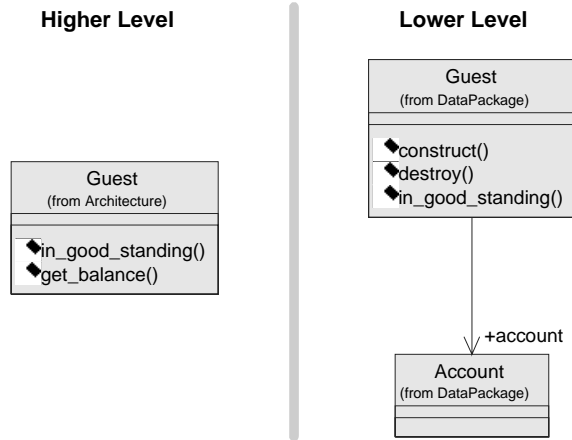 Higher Level
Guest
(from Architecture)
in_good_standing()
get_balance()
Lower Level
Guest
(from DataPackage)
construct()
destroy()
in_good_standing()
+account
Account
(from DataPackage)